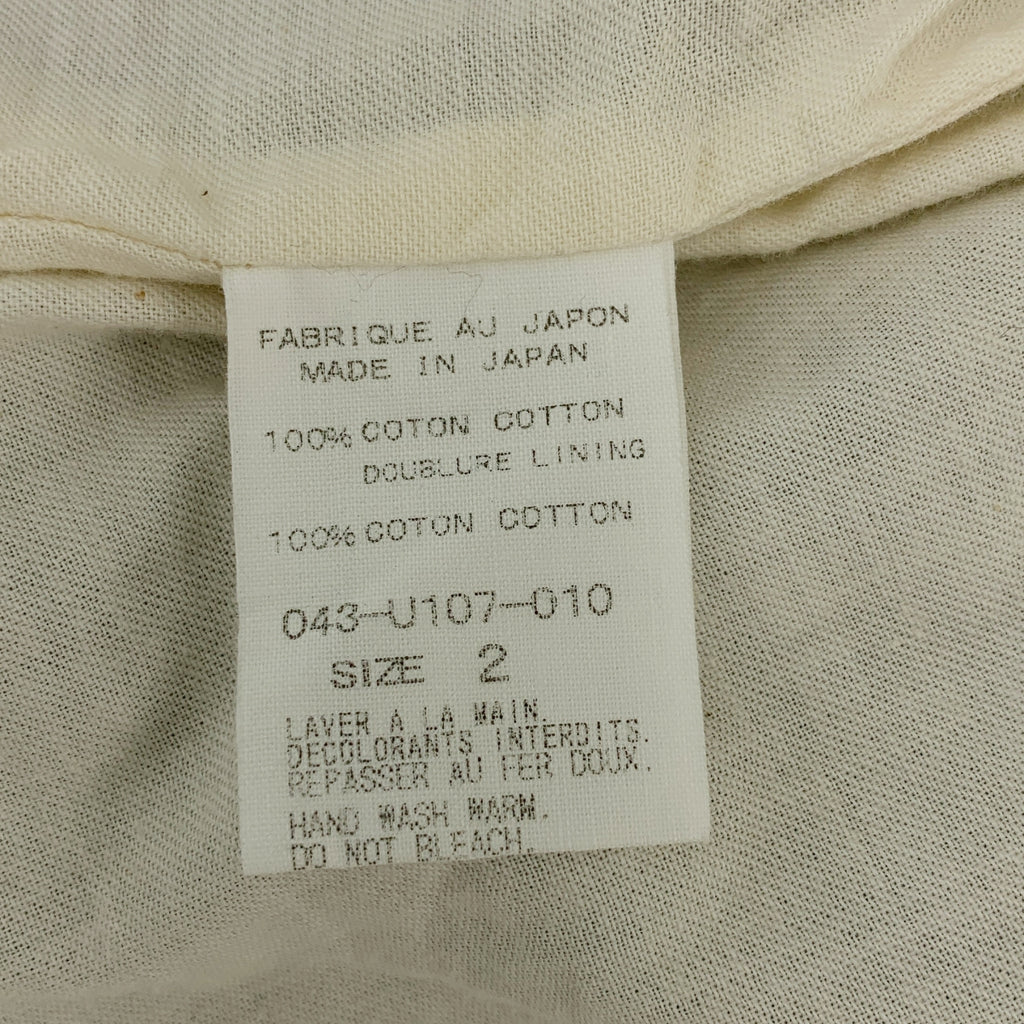 FABRIQUE AU JAPON
MADE IN JAPAN
100% COTON COTTON
DOUBLURE LINING
100% COTON COTTON
043-U107-010
SIZE 2
LAVER A LA MAIN.
DECOLORANTS INTERDITS.
REPASSER AU FER DOUX.
HAND WASH WARM.
DO NOT BLEACH.